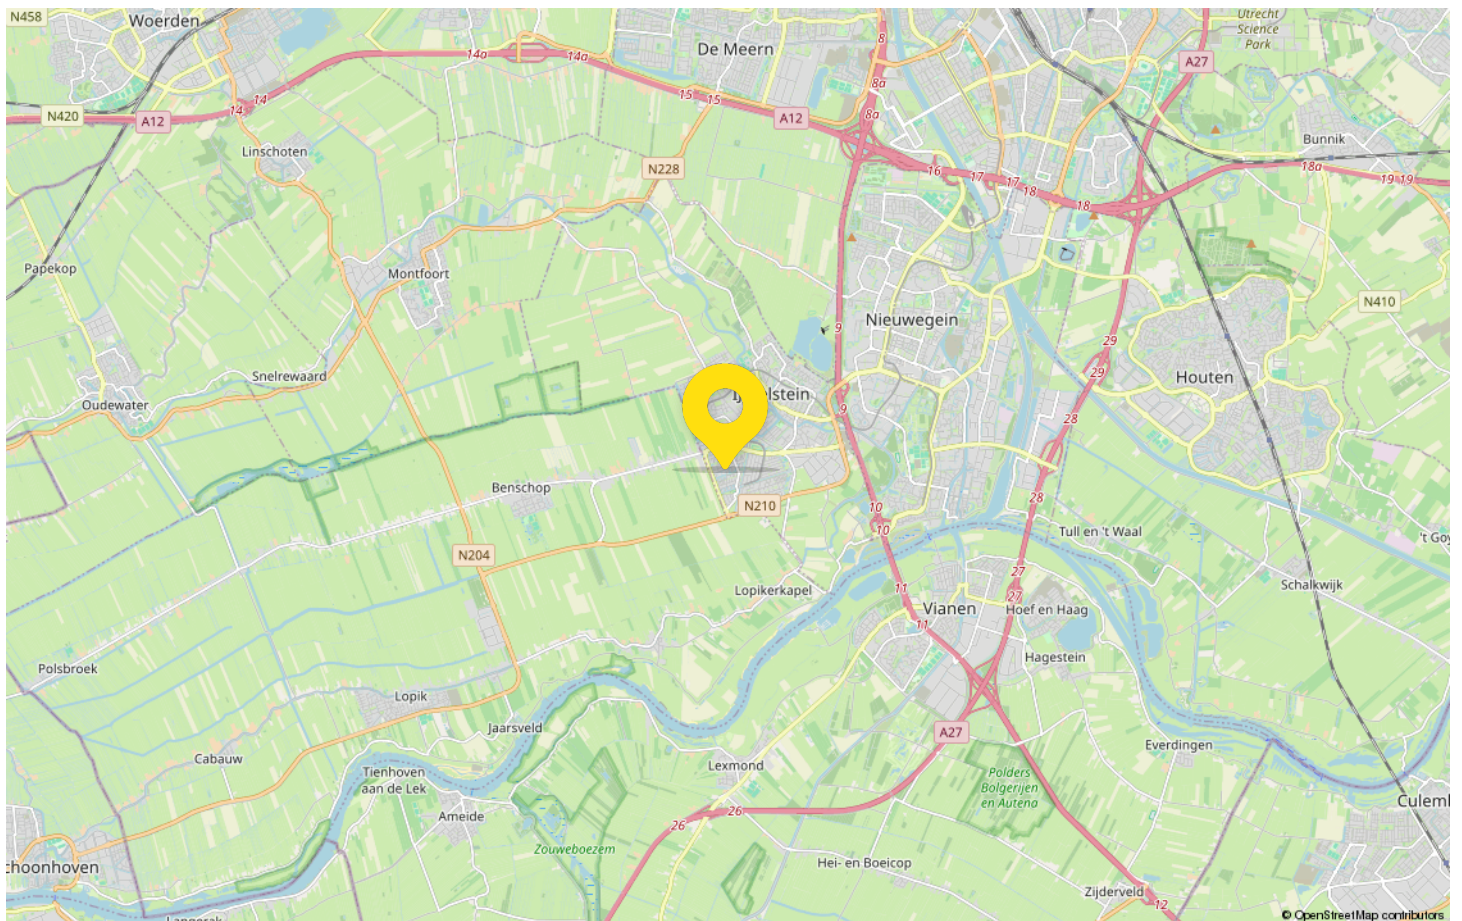 N458
Woerden
Utrecht
Science
Park
De Meern
8
14a
14a
A27
8a
15
15
14
14
N420
A12
A12
8a
Bunnik
Linschoten
N228
16
17
17
18
18
18a
19
19
Papekop
Montfoort
N410
Nieuwegein
9
29
29
Snelrewaard
Houten
Oudewater
9
28
Benschop
28
N210
10
10
Tull en 't Waal
N204
27
27
Schalkwijk
11
Lopikerkapel
Vianen
Hoef en Haag
11
Hagestein
Polsbroek
Lopik
Jaarsveld
A27
Everdingen
Cabauw
Lexmond
Tienhoven
aan de Lek
Polders
Bolgerijen
en Autena
Ameide
26
26
Zouweboezem
Hei- en Boeicop
Zijderveld
12
© OpenStreetMap contributors